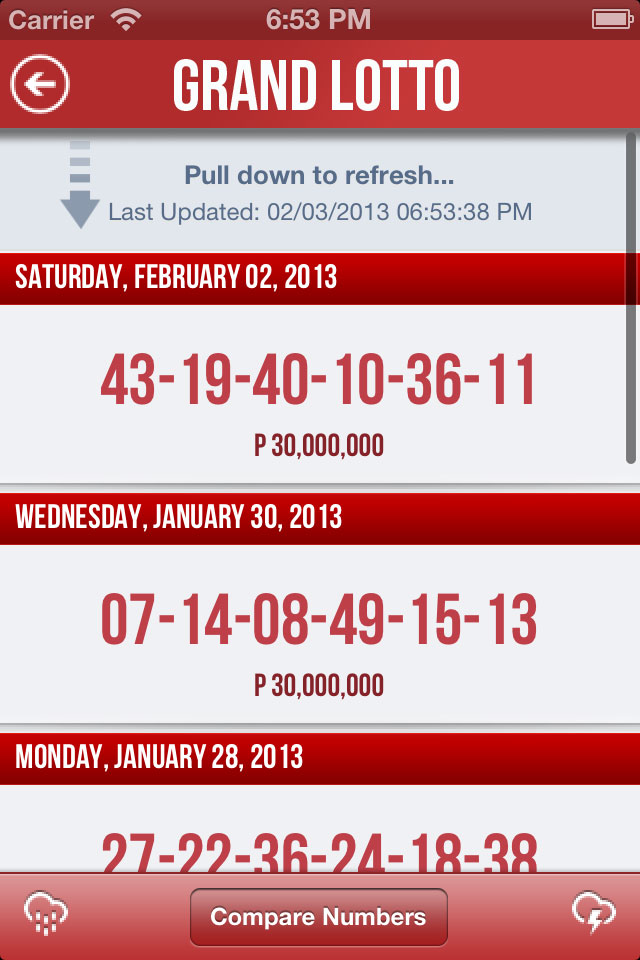 Carrier 6:53 PM
GRAND LOTTO
Pull down to refresh...
Last Updated: 02/03/2013 06:53:38 PM
SATURDAY, FEBRUARY 02, 2013
43-19-40-10-36-11
P 30,000,000
WEDNESDAY, JANUARY 30, 2013
07-14-08-49-15-13
P 30,000,000
MONDAY, JANUARY 28, 2013
27-22-36-24-18-38
Compare Numbers